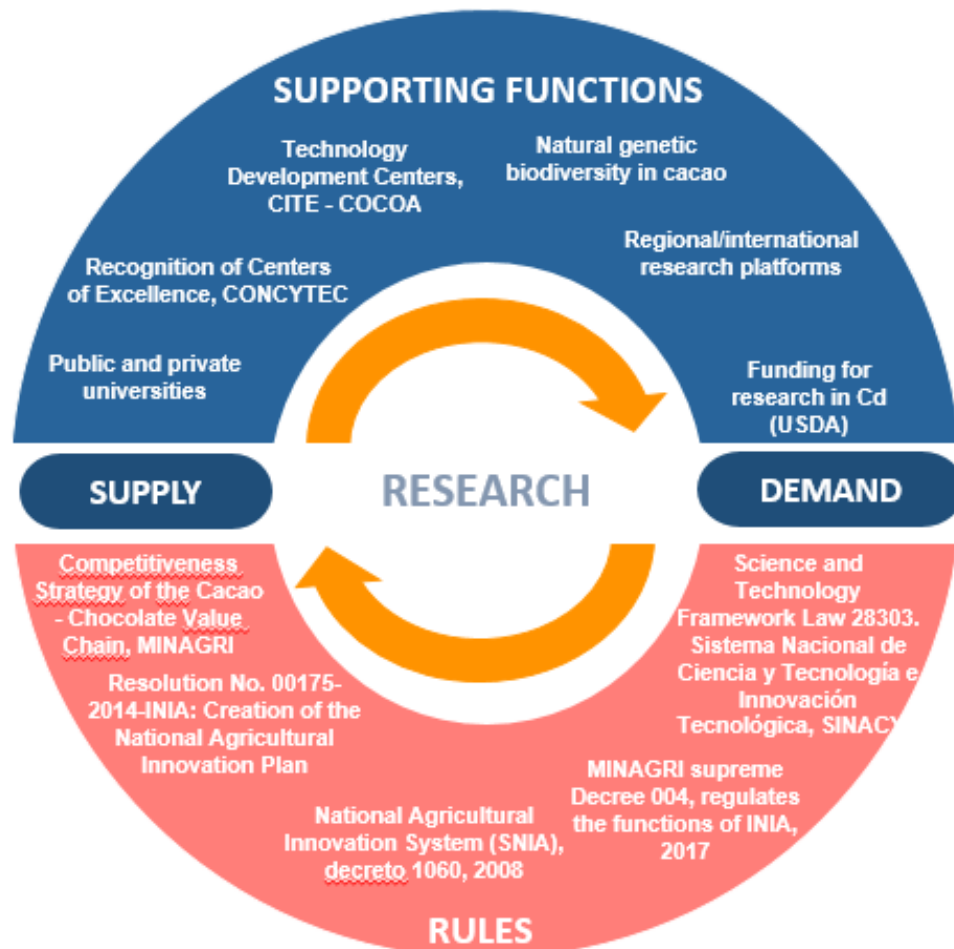 SUPPORTING FUNCTIONS
Technology
Development Centers,
CITE - COCOA
Natural genetic
biodiversity in cacao
Regional/international
research platforms
Recognition of Centers
of Excellence, CONCYTEC
Public and private
universities
Funding for
research in Cd
(USDA)
SUPPLY
RESEARCH
DEMAND
Competitiveness
Strategy of the Cacao
- Chocolate Value
Chain, MINAGRI
Science and
Technology
Framework Law 28303.
Sistema Nacional de
Ciencia y Tecnología e
Innovación
Tecnológica, SINACY
Resolution No. 00175-
2014-INIA: Creation of the
National Agricultural
Innovation Plan
MINAGRI supreme
Decree 004, regulates
the functions of INIA,
2017
National Agricultural
Innovation System (SNIA),
decreto 1060, 2008
RULES